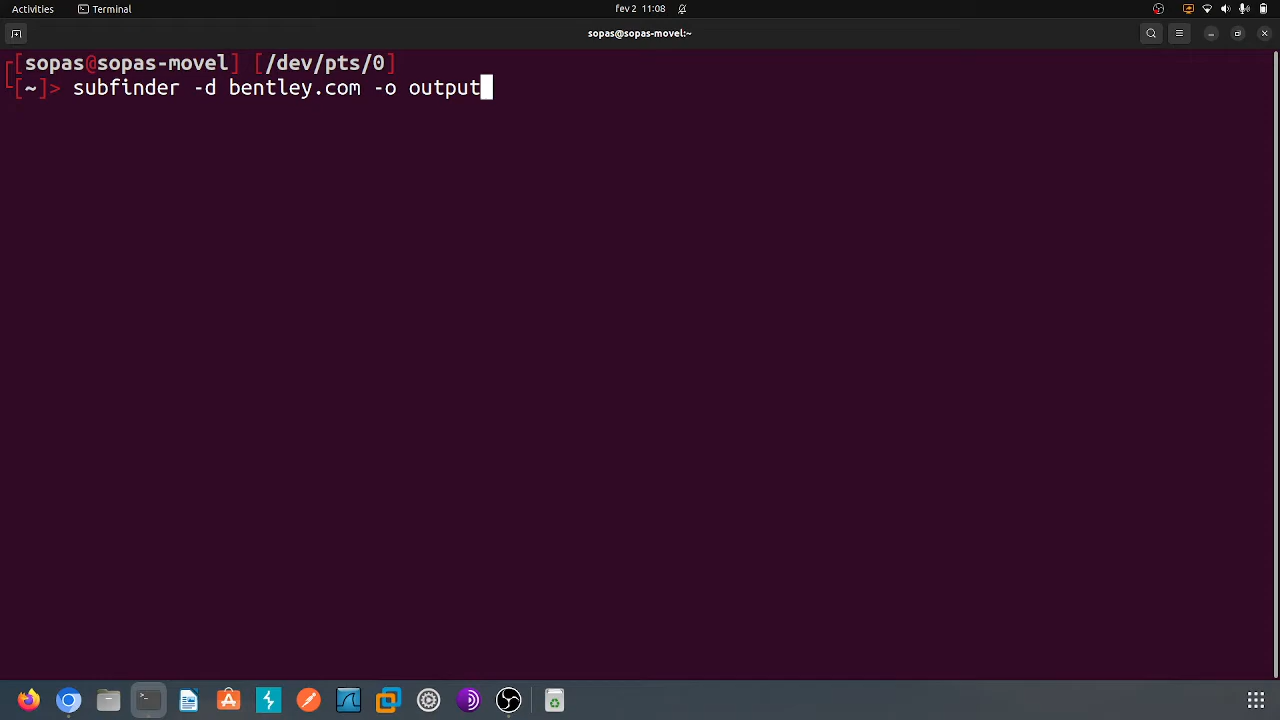 Activities
Terminal
fev 2 11:08
sopas@sopas-movel:~
[sopas@sopas-movel] [/dev/pts/0]
[~]> subfinder -d bentley.com -o output